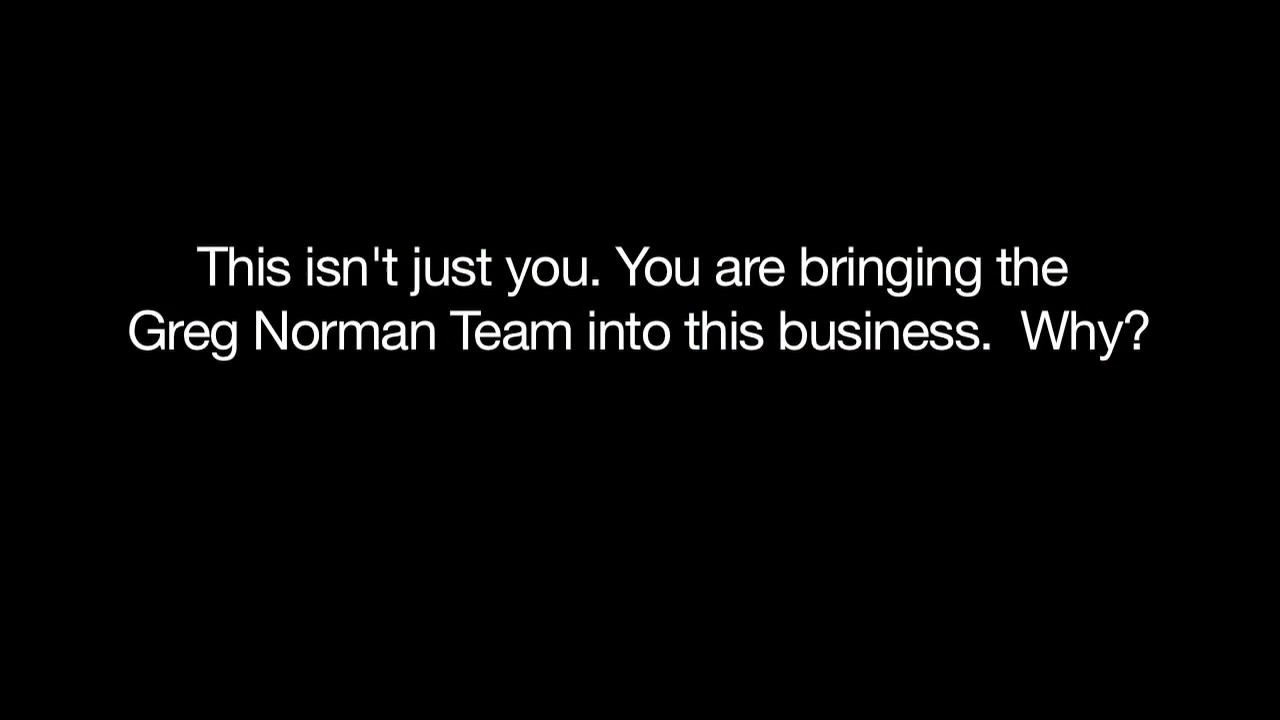 This isn't just you. You are bringing the
Greg Norman Team into this business.  Why?